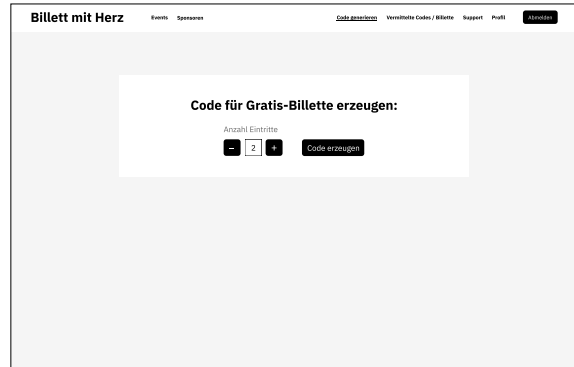 Billett mit Herz Events Sponsoren Code generieren Vermittelte Codes / Billette Support Profil Abmelden
Code für Gratis-Billette erzeugen:
Anzahl Eintritte
– 2 + Code erzeugen